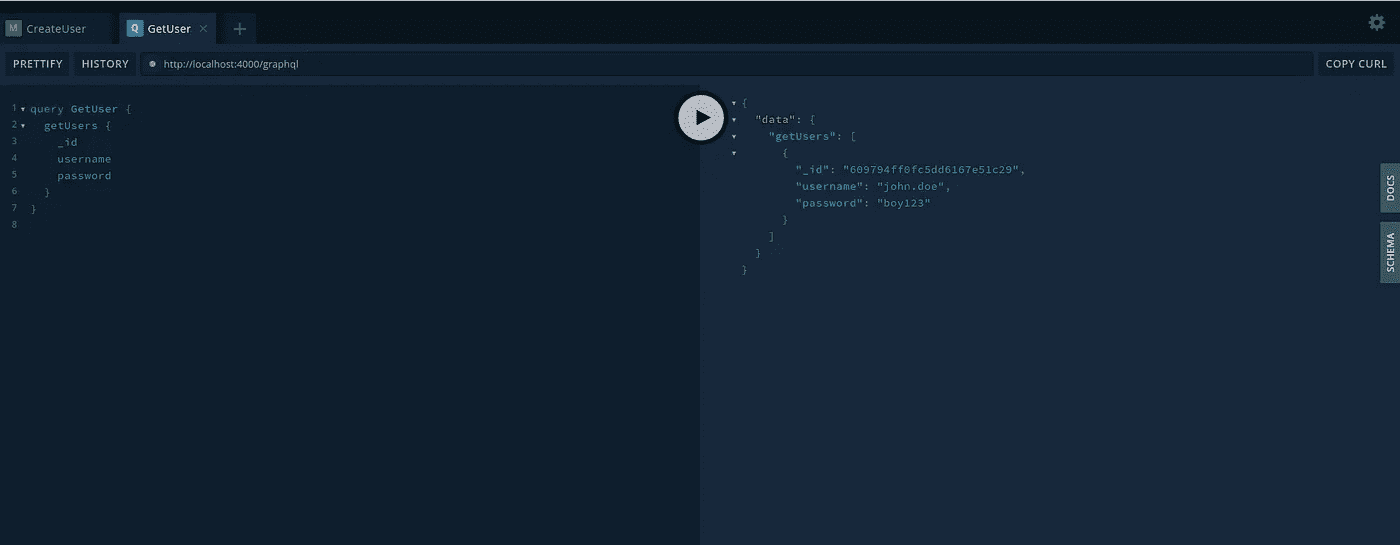 M CreateUser
Q GetUser ×
+
PRETTIFY HISTORY http://localhost:4000/graphql COPY CURL
1 query GetUser {
2 getUsers {
3 _id
4 username
5 password
6 }
7 }
8
{
"data": {
"getUsers": [
{
"_id": "609794ff0fc5dd6167e51c29",
"username": "john.doe",
"password": "boy123"
}
]
}
}
DOCS
SCHEMA